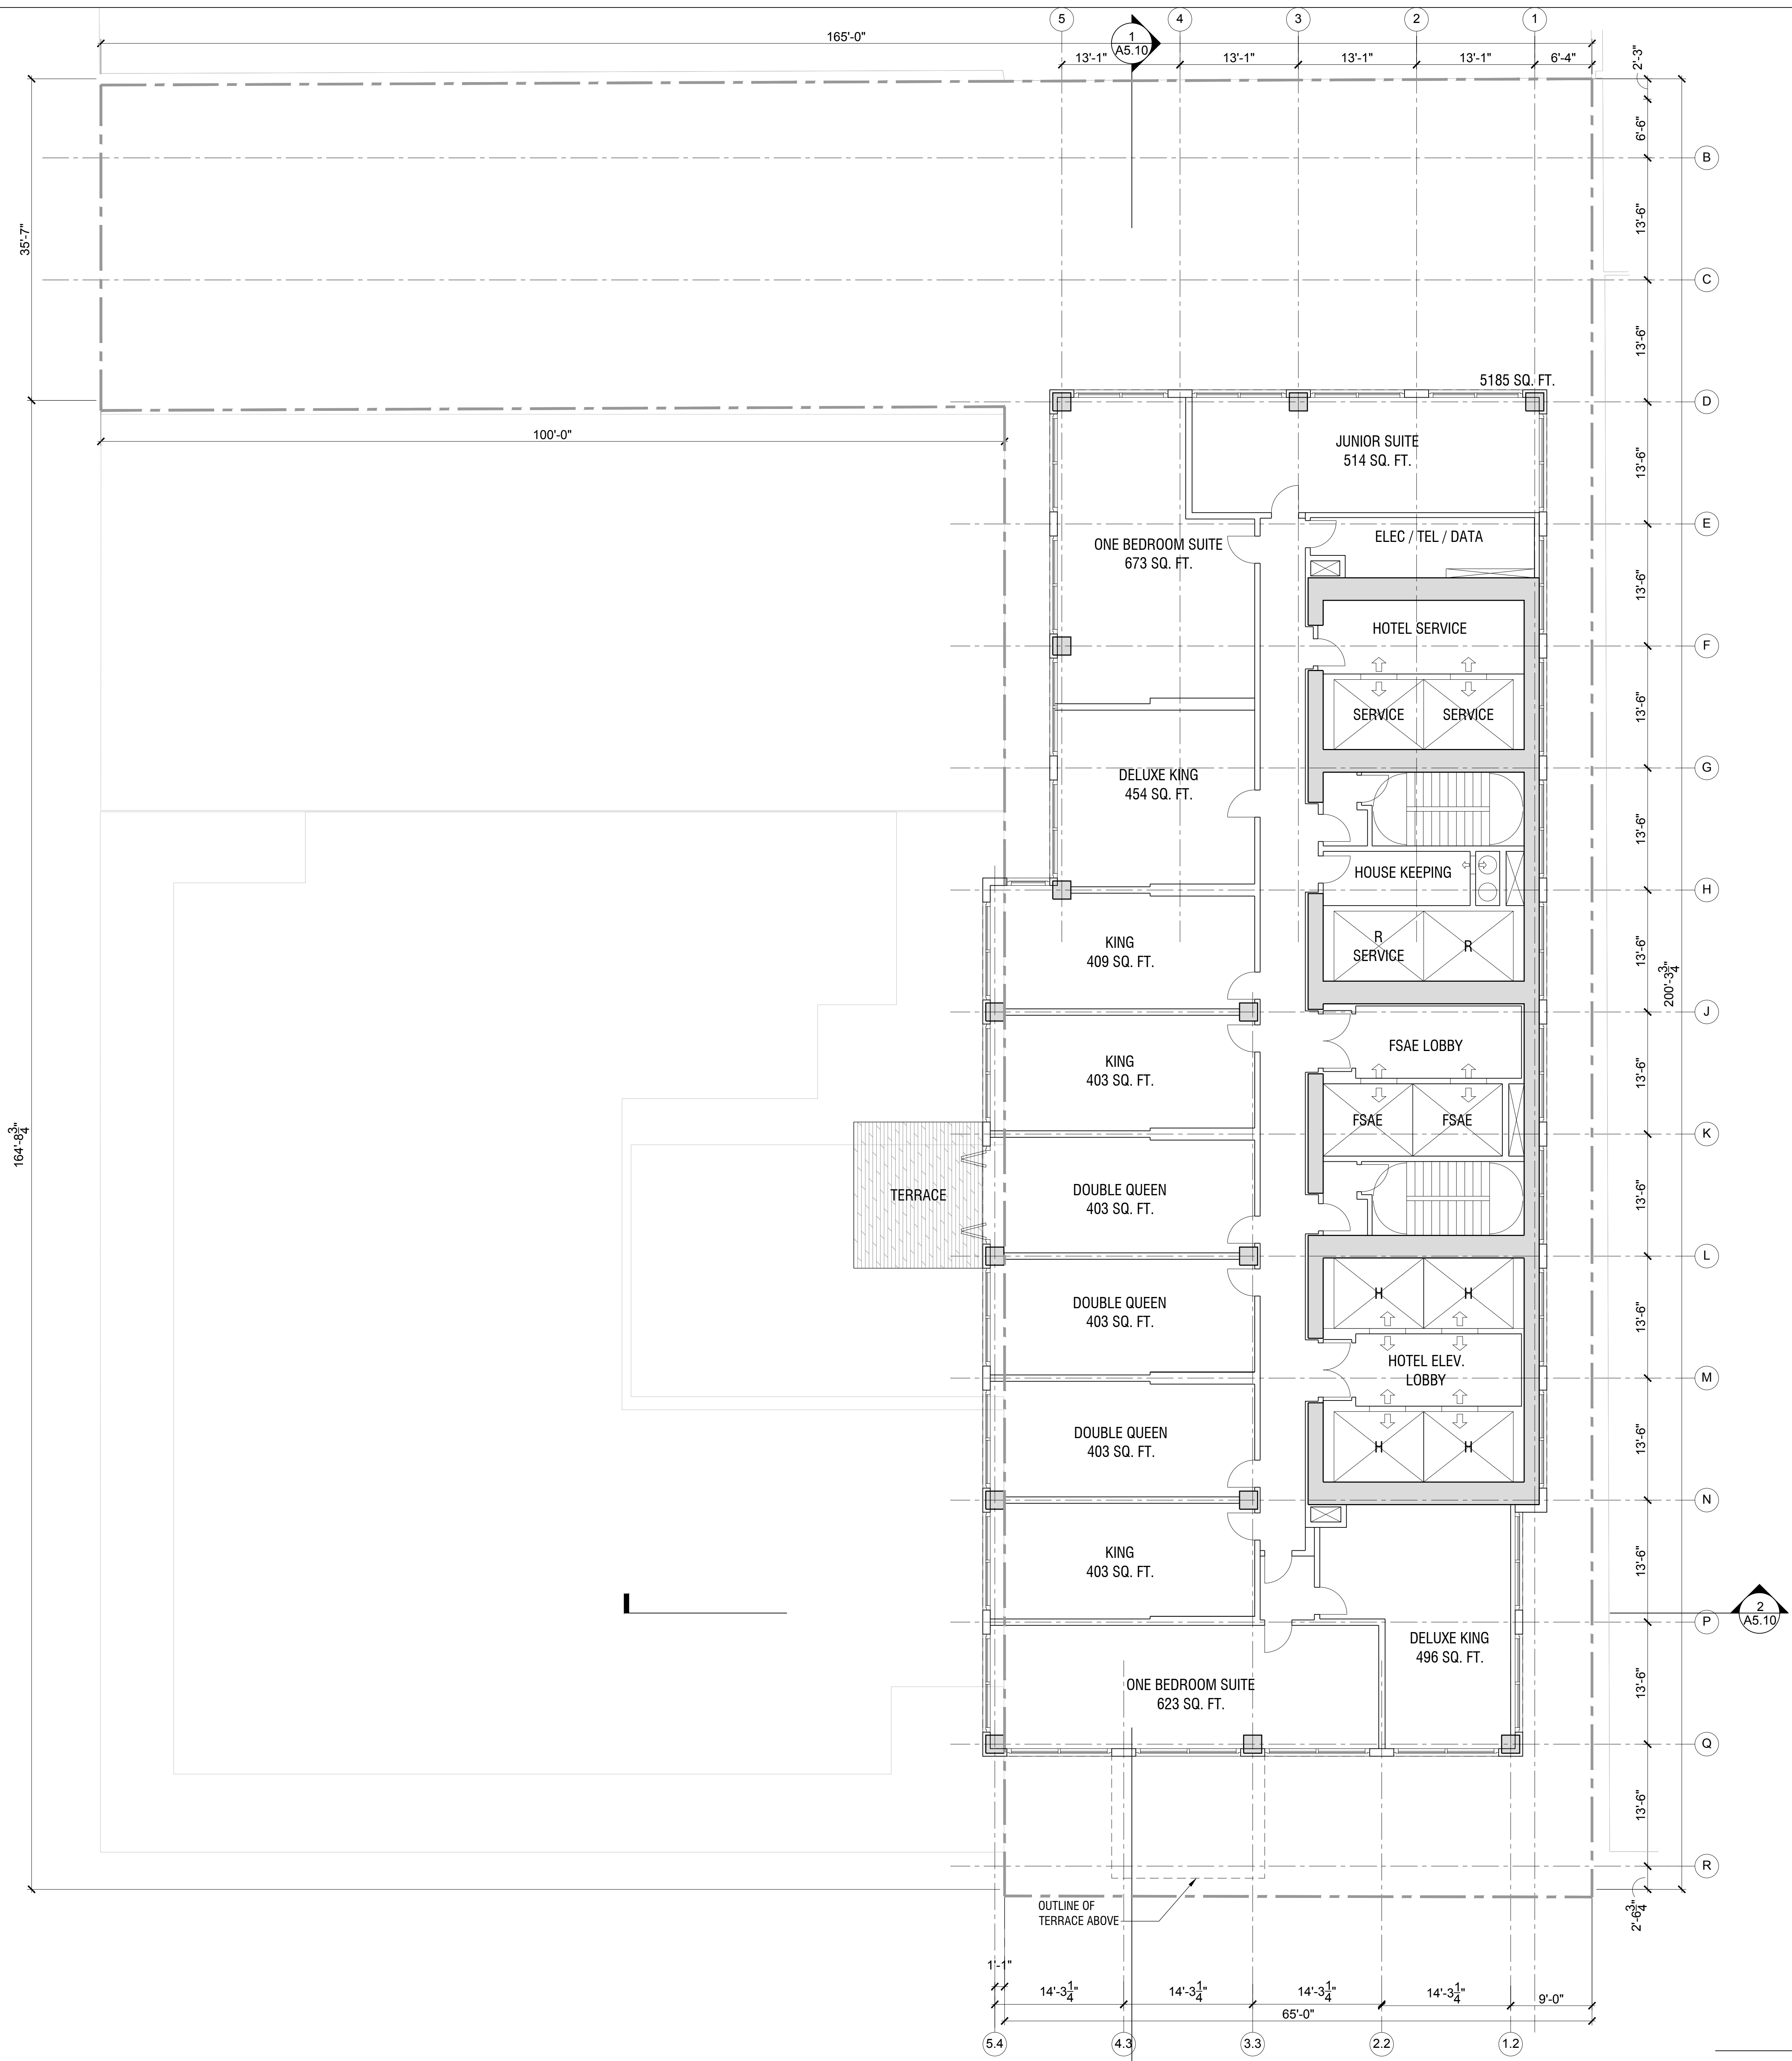 5
4
3
2
1
165'-0"
1
A5.10
13'-1"
13'-1"
13'-1"
13'-1"
6'-4"
2'-3"
6'-6"
B
35'-7"
13'-6"
C
13'-6"
5185 SQ. FT.
D
100'-0"
JUNIOR SUITE
514 SQ. FT.
13'-6"
E
ELEC / TEL / DATA
ONE BEDROOM SUITE
673 SQ. FT.
13'-6"
HOTEL SERVICE
F
13'-6"
SERVICE
SERVICE
G
DELUXE KING
454 SQ. FT.
13'-6"
HOUSE KEEPING
H
KING
409 SQ. FT.
R
SERVICE
R
13'-6"
200'-3 3/4"
J
FSAE LOBBY
KING
403 SQ. FT.
13'-6"
FSAE
FSAE
K
164'-8 3/4"
TERRACE
DOUBLE QUEEN
403 SQ. FT.
13'-6"
L
H
H
DOUBLE QUEEN
403 SQ. FT.
13'-6"
HOTEL ELEV.
LOBBY
M
DOUBLE QUEEN
403 SQ. FT.
H
H
13'-6"
N
KING
403 SQ. FT.
13'-6"
2
A5.10
P
DELUXE KING
496 SQ. FT.
ONE BEDROOM SUITE
623 SQ. FT.
13'-6"
Q
13'-6"
R
OUTLINE OF
TERRACE ABOVE
2'-6 3/4"
1'-1"
14'-3 1/4"
14'-3 1/4"
14'-3 1/4"
14'-3 1/4"
9'-0"
65'-0"
5.4
4.3
3.3
2.2
1.2